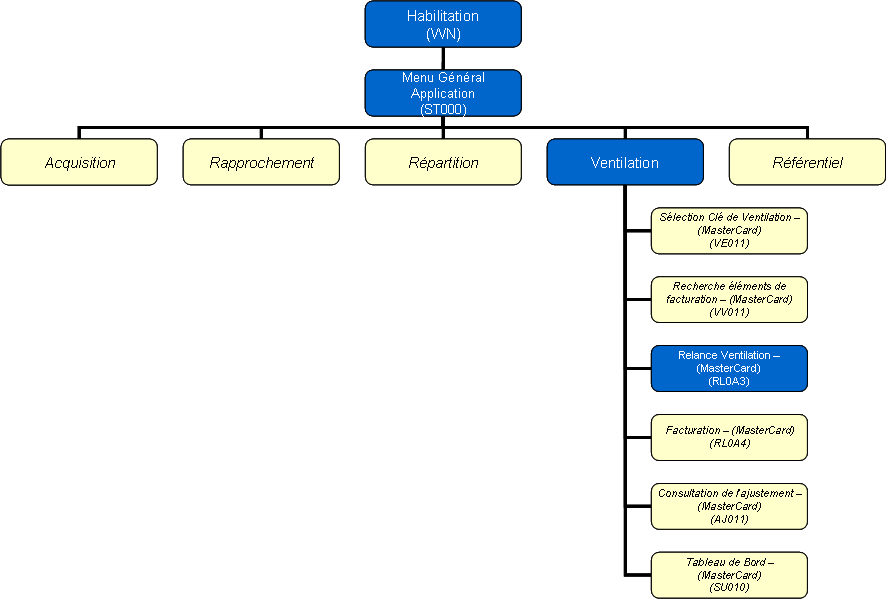 Habilitation
(VVN)
Menu Général
Application
(ST000)
Acquisition
Rapprochement
Répartition
Ventilation
Référentiel
Sélection Clé de Ventilation –
(MasterCard)
(VE011)
Recherche éléments de
facturation – (MasterCard)
(VV011)
Relance Ventilation –
(MasterCard)
(RL0A3)
Facturation – (MasterCard)
(RL0A4)
Consultation de l'ajustement –
(MasterCard)
(AJ011)
Tableau de Bord –
(MasterCard)
(SU010)